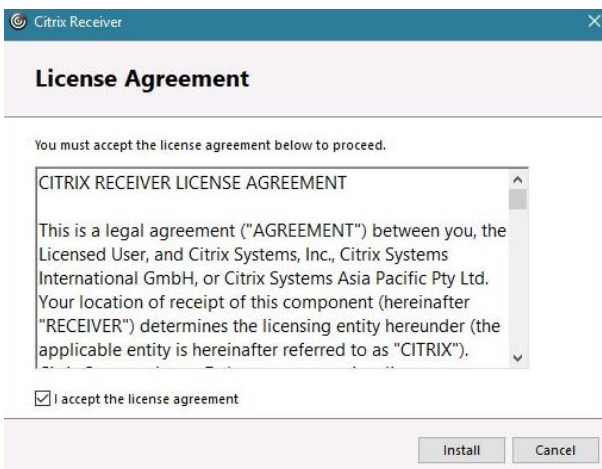 Citrix Receiver
License Agreement
You must accept the license agreement below to proceed.
CITRIX RECEIVER LICENSE AGREEMENT
This is a legal agreement ("AGREEMENT") between you, the
Licensed User, and Citrix Systems, Inc., Citrix Systems
International GmbH, or Citrix Systems Asia Pacific Pty Ltd.
Your location of receipt of this component (hereinafter
"RECEIVER") determines the licensing entity hereunder (the
applicable entity is hereinafter referred to as "CITRIX").
I accept the license agreement
Install
Cancel